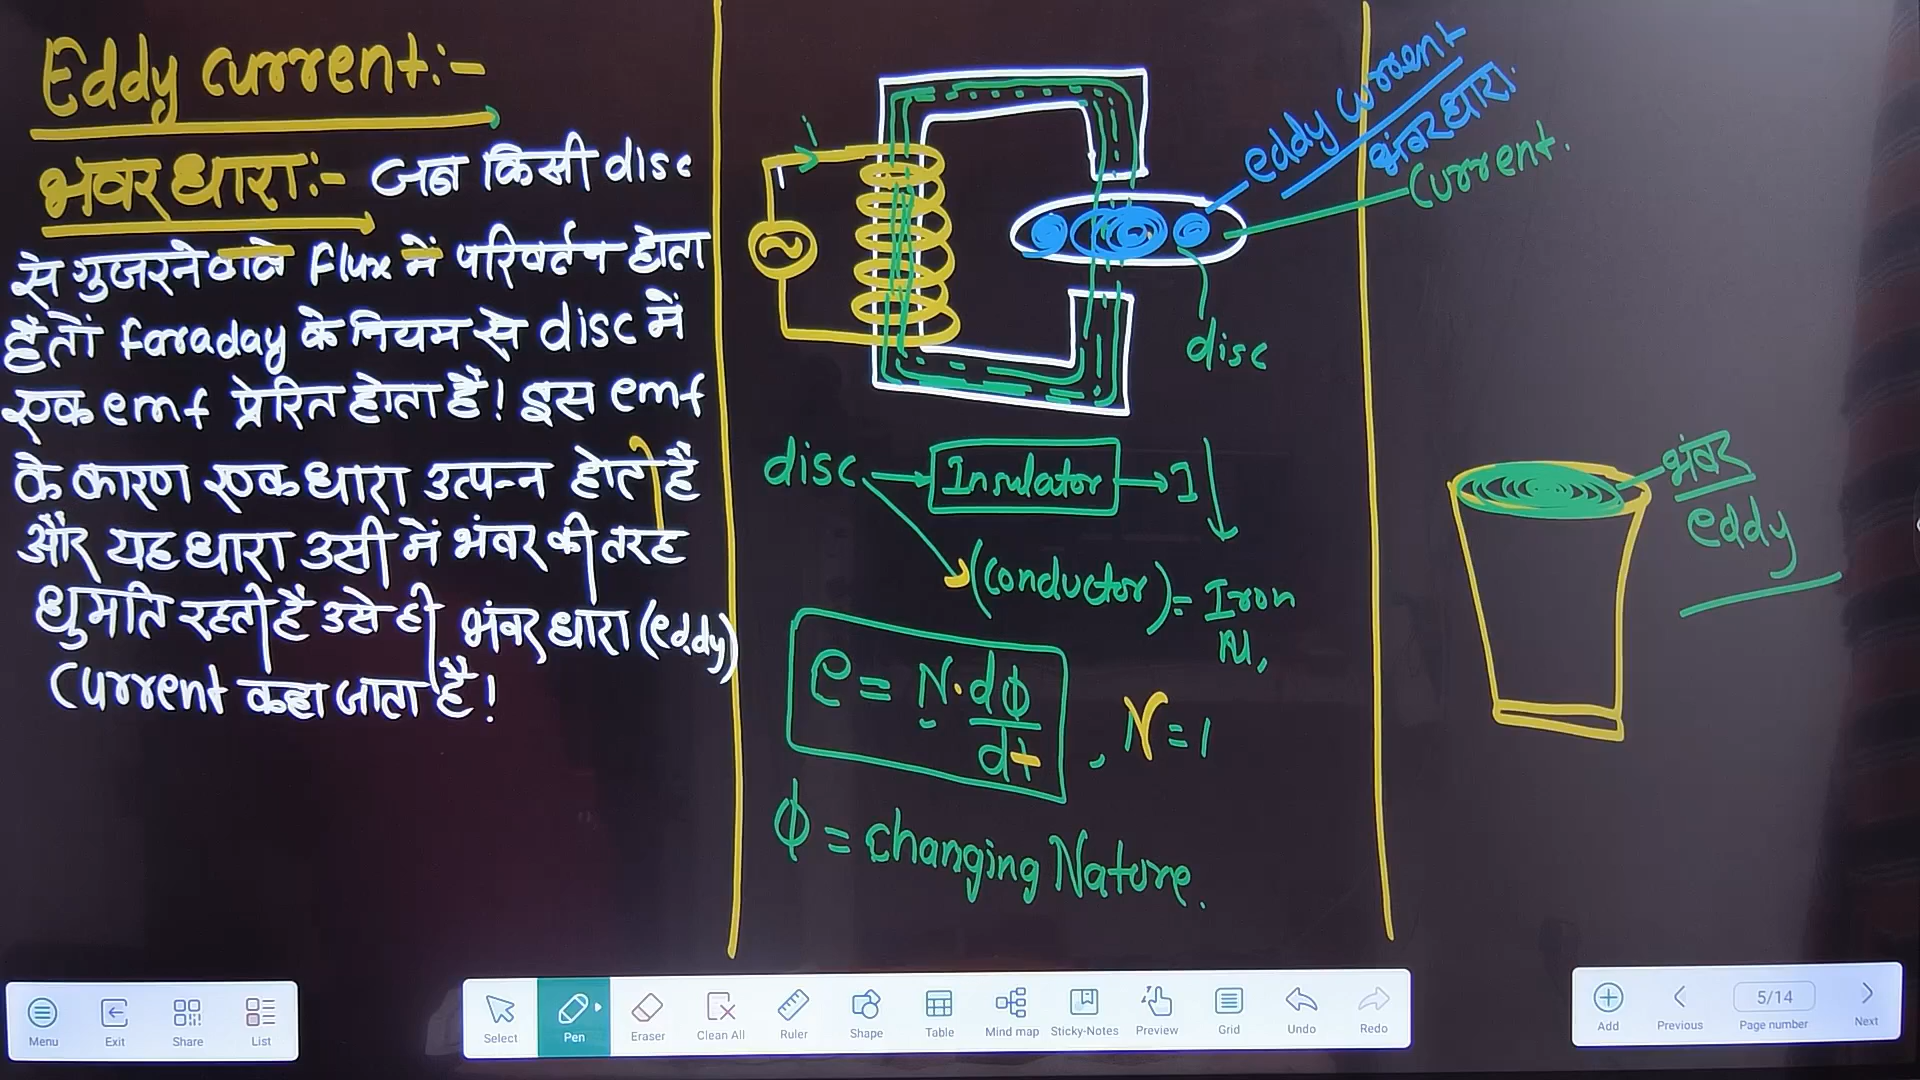 Eddy current:-
भंवर धारा:- जब किसी disc
से गुजरने वाले flux में परिवर्तन होता
हैं तों faraday के नियम से disc में
एक emf प्रेरित होता हैं! इस emf
के कारण एक धारा उत्पन्न होते हैं
और यह धारा उसी में भंवर की तरह
धुमति रहती हैं उसे ही भंवर धारा (eddy)
Current कहा जाता हैं!
i
eddy current
भंवर धारा.
Current.
disc
disc → Insulator → I ↓
(conductor) = Iron
N,
e = N. dϕ/dt , N = 1
ϕ = changing Nature.
भंवर
eddy
Menu
Exit
Share
List
Select
Pen
Eraser
Clean All
Ruler
Shape
Table
Mind map
Sticky-Notes
Preview
Grid
Undo
Redo
Add
Previous
5/14
Page number
Next